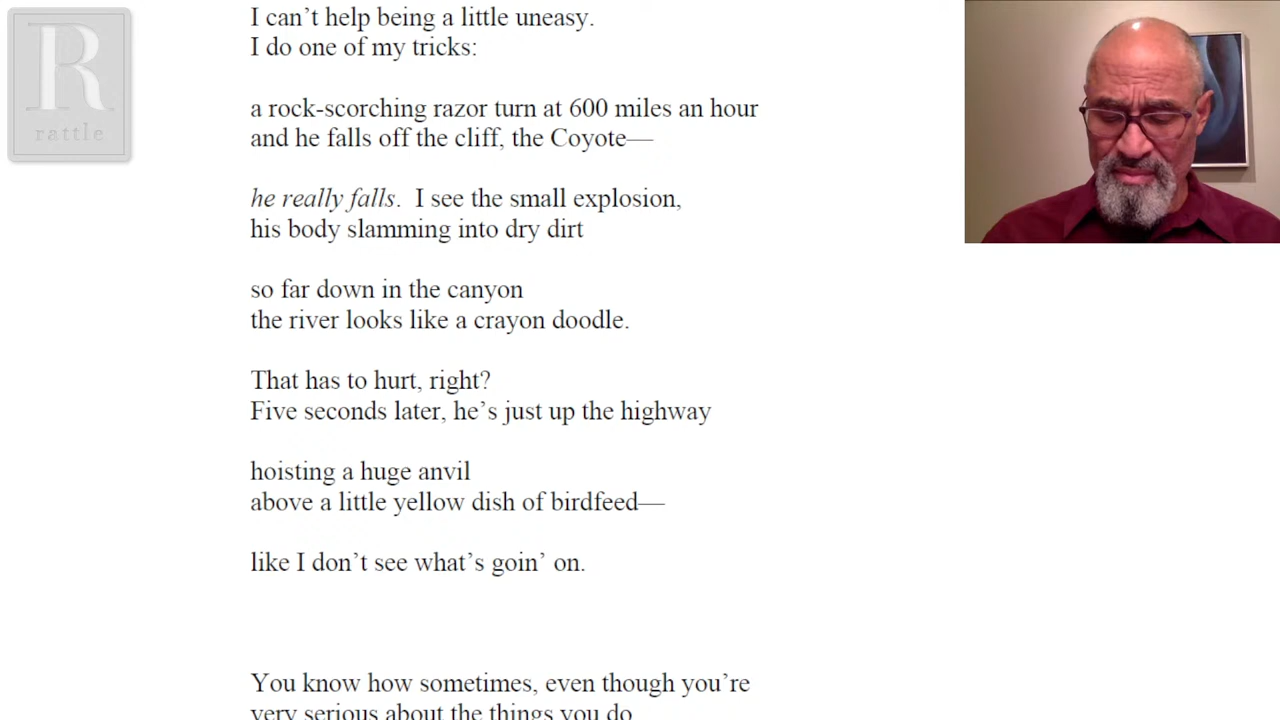 R
rattle
I can’t help being a little uneasy.
I do one of my tricks:
a rock-scorching razor turn at 600 miles an hour
and he falls off the cliff, the Coyote—
he really falls.  I see the small explosion,
his body slamming into dry dirt
so far down in the canyon
the river looks like a crayon doodle.
That has to hurt, right?
Five seconds later, he’s just up the highway
hoisting a huge anvil
above a little yellow dish of birdfeed—
like I don’t see what’s goin’ on.
You know how sometimes, even though you’re
very serious about the things you do